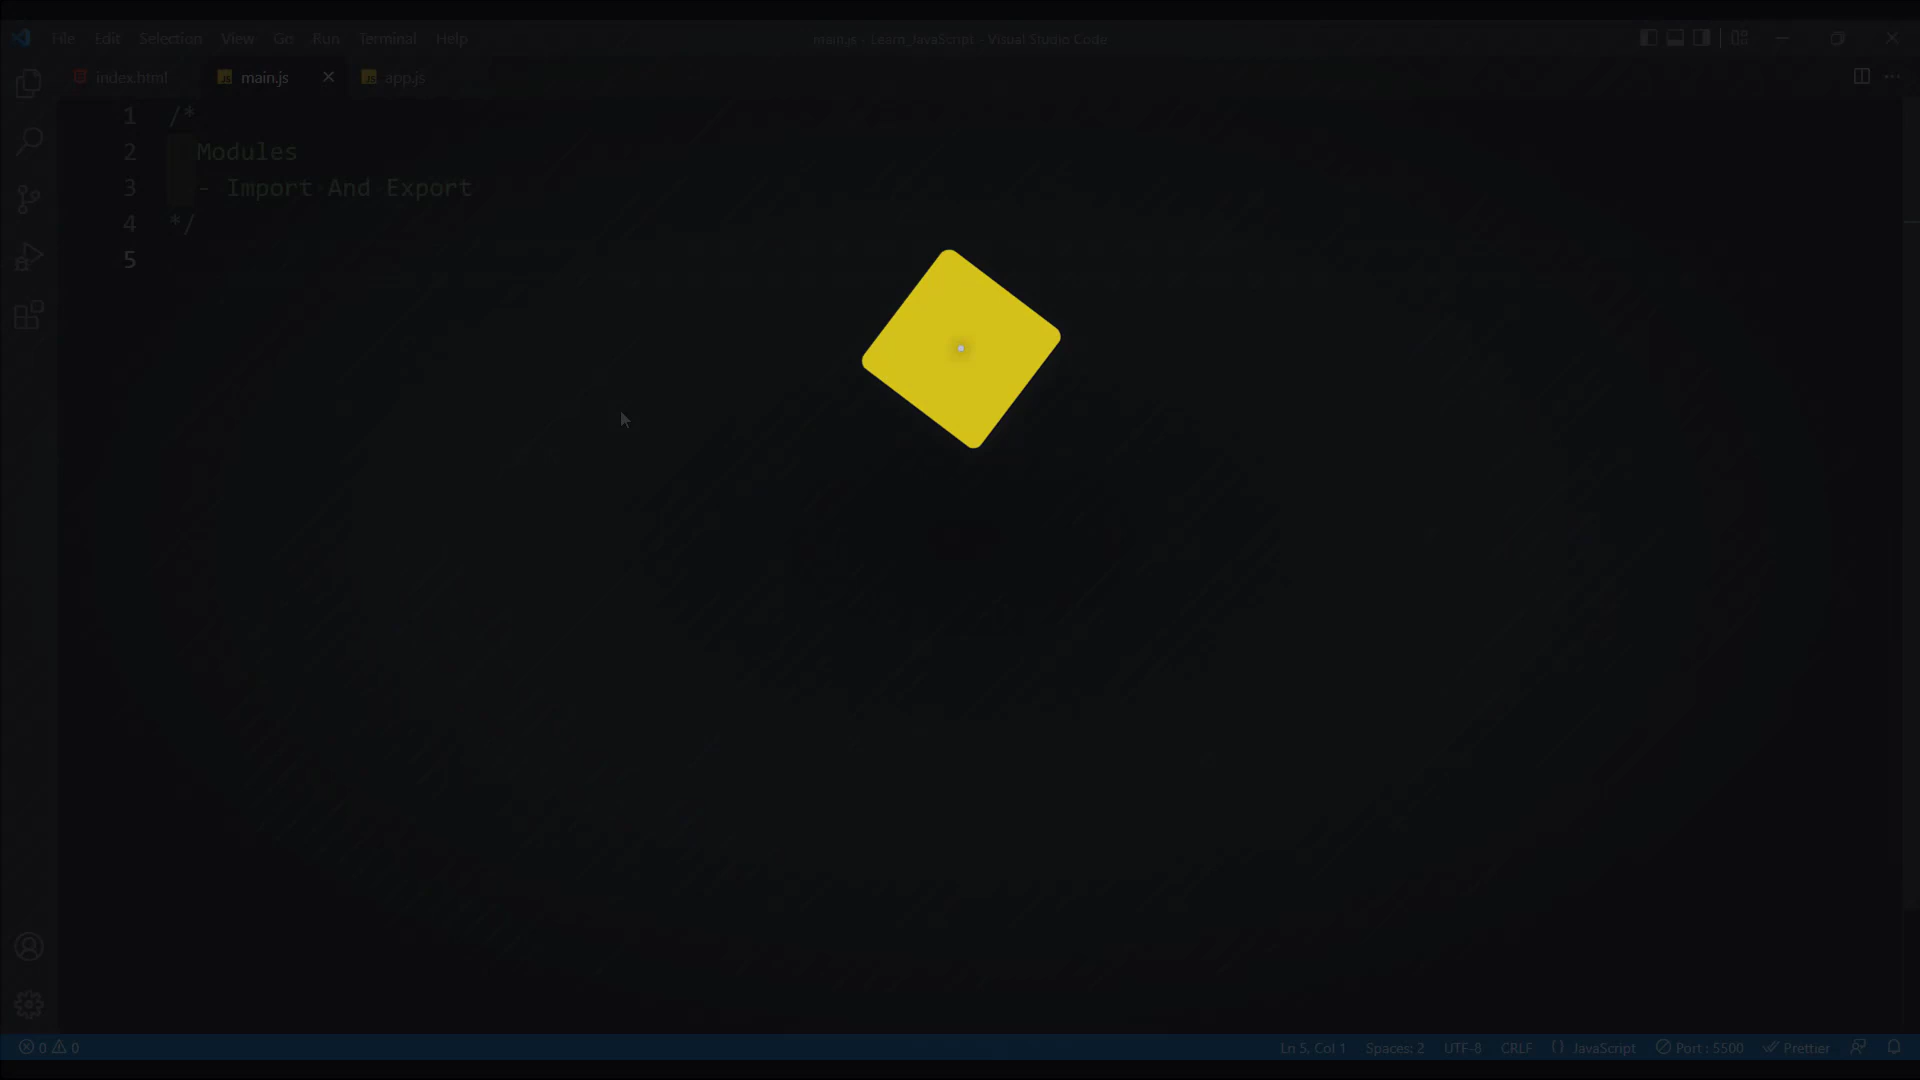 File Edit Selection View Go Run Terminal Help
main.js - Learn_JavaScript - Visual Studio Code
index.html main.js app.js
1 /*
2 Modules
3 - Import And Export
4 */
5
0 0
Ln 5, Col 1 Spaces: 2 UTF-8 CRLF JavaScript Port : 5500 Prettier